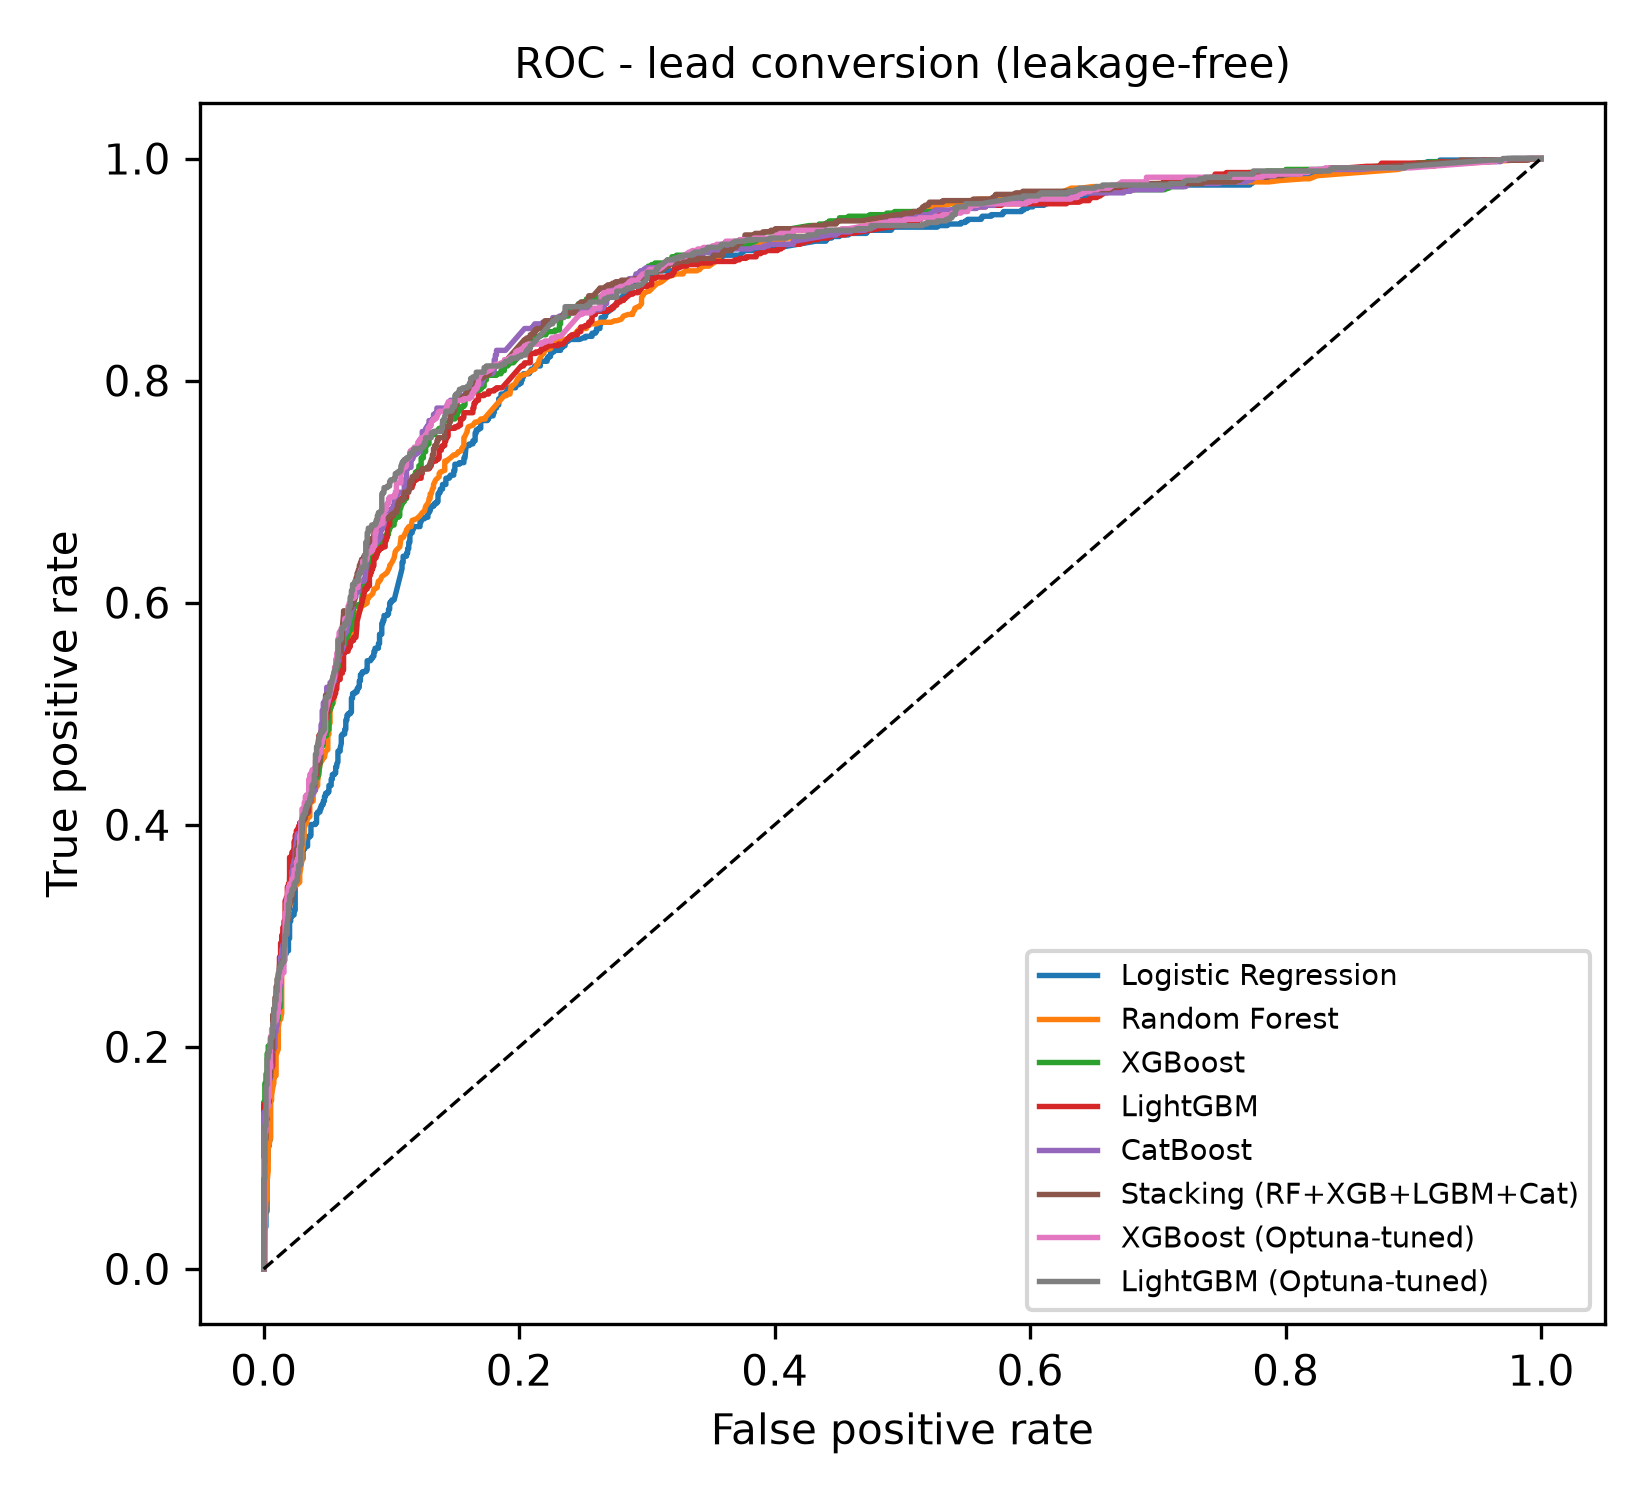 ROC - lead conversion (leakage-free)
1.0
0.8
0.6
0.4
0.2
0.0
True positive rate
Logistic Regression
Random Forest
XGBoost
LightGBM
CatBoost
Stacking (RF+XGB+LGBM+Cat)
XGBoost (Optuna-tuned)
LightGBM (Optuna-tuned)
0.0 0.2 0.4 0.6 0.8 1.0
False positive rate